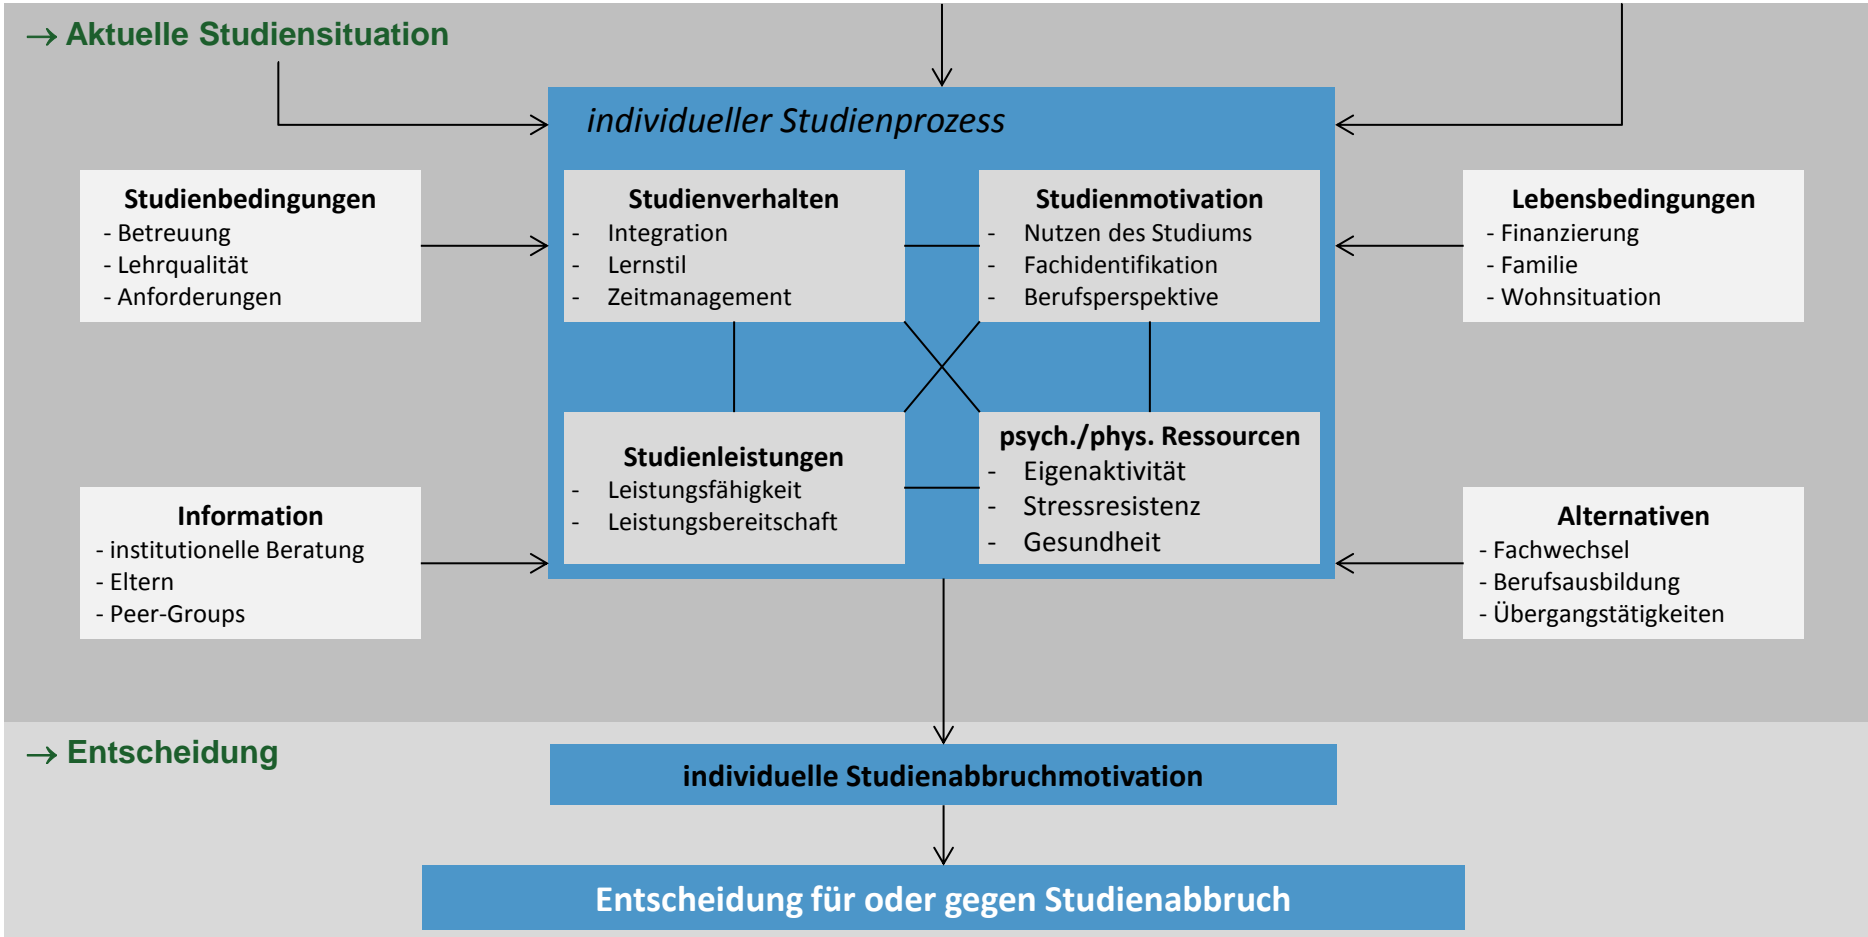 → Aktuelle Studiensituation
individueller Studienprozess
Studienbedingungen
- Betreuung
- Lehrqualität
- Anforderungen
Studienverhalten
- Integration
- Lernstil
- Zeitmanagement
Studienmotivation
- Nutzen des Studiums
- Fachidentifikation
- Berufsperspektive
Lebensbedingungen
- Finanzierung
- Familie
- Wohnsituation
Information
- institutionelle Beratung
- Eltern
- Peer-Groups
Studienleistungen
- Leistungsfähigkeit
- Leistungsbereitschaft
psych./phys. Ressourcen
- Eigenaktivität
- Stressresistenz
- Gesundheit
Alternativen
- Fachwechsel
- Berufsausbildung
- Übergangstätigkeiten
→ Entscheidung
individuelle Studienabbruchmotivation
Entscheidung für oder gegen Studienabbruch